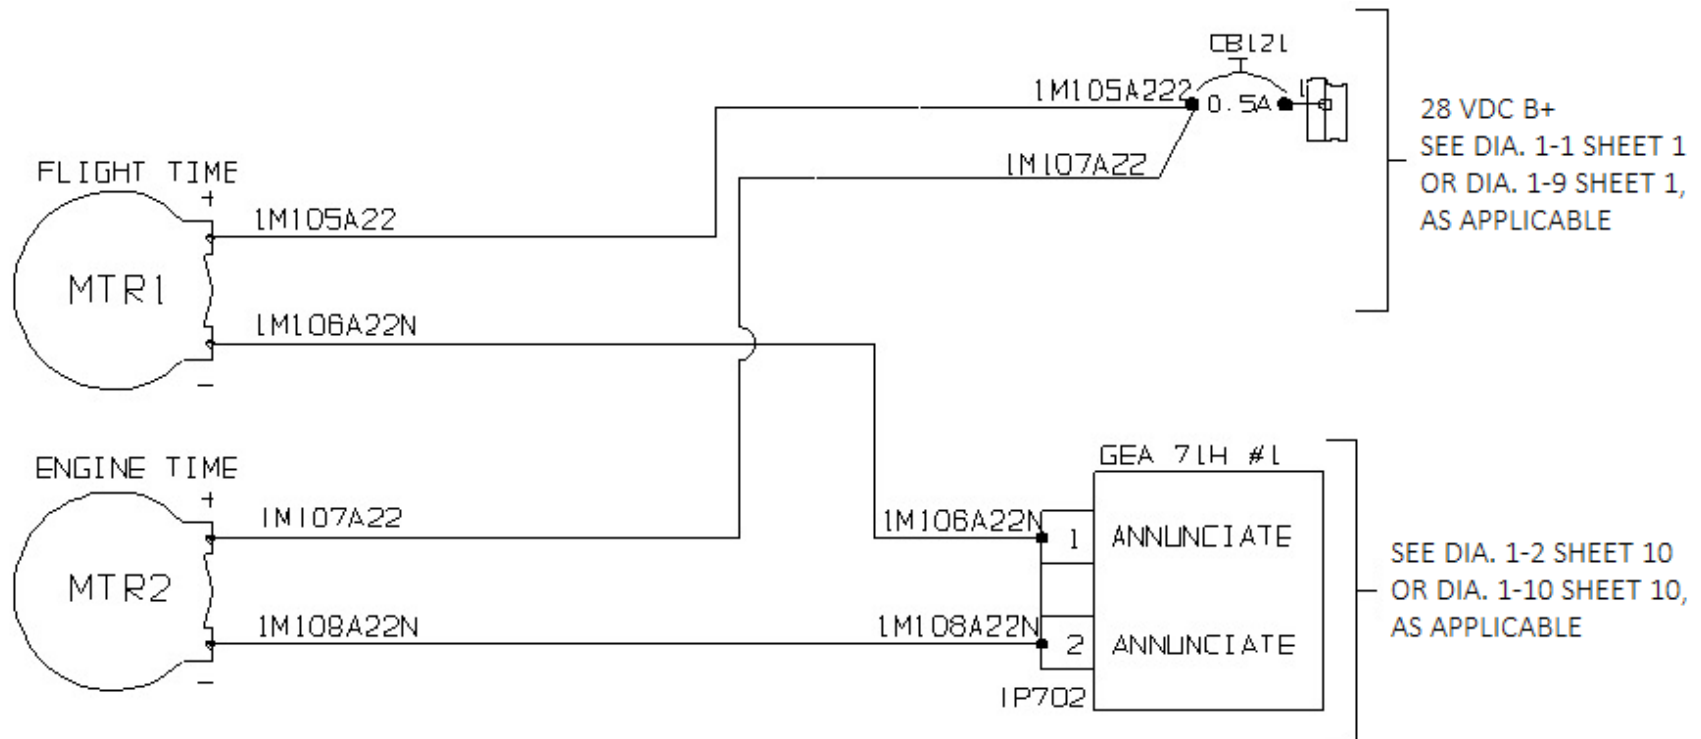 CB121
1M105A222
0.5A
1
28 VDC B+
SEE DIA. 1-1 SHEET 1
OR DIA. 1-9 SHEET 1,
AS APPLICABLE
1M107A22
FLIGHT TIME
+
1M105A22
MTR1
1M106A22N
-
ENGINE TIME
+
1M107A22
MTR2
1M108A22N
-
GEA 71H #1
1M106A22N
1 ANNUNCIATE
1M108A22N
2 ANNUNCIATE
1P702
SEE DIA. 1-2 SHEET 10
OR DIA. 1-10 SHEET 10,
AS APPLICABLE